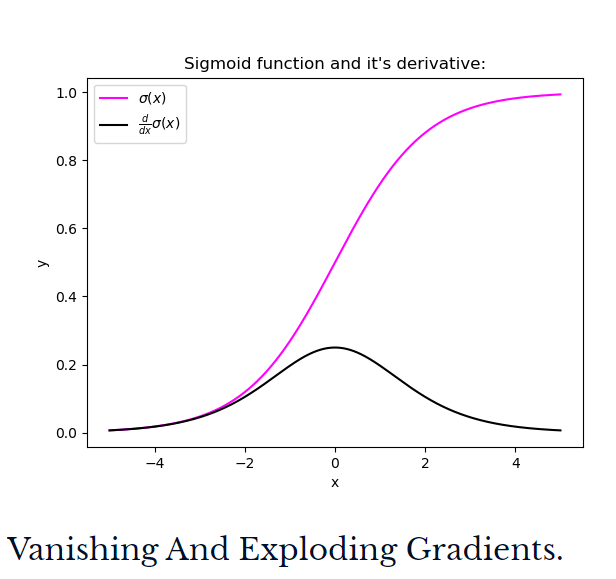 Sigmoid function and it's derivative:
σ(x)
d/dx σ(x)
1.0
0.8
0.6
0.4
0.2
0.0
y
−4
−2
0
2
4
x
Vanishing And Exploding Gradients.